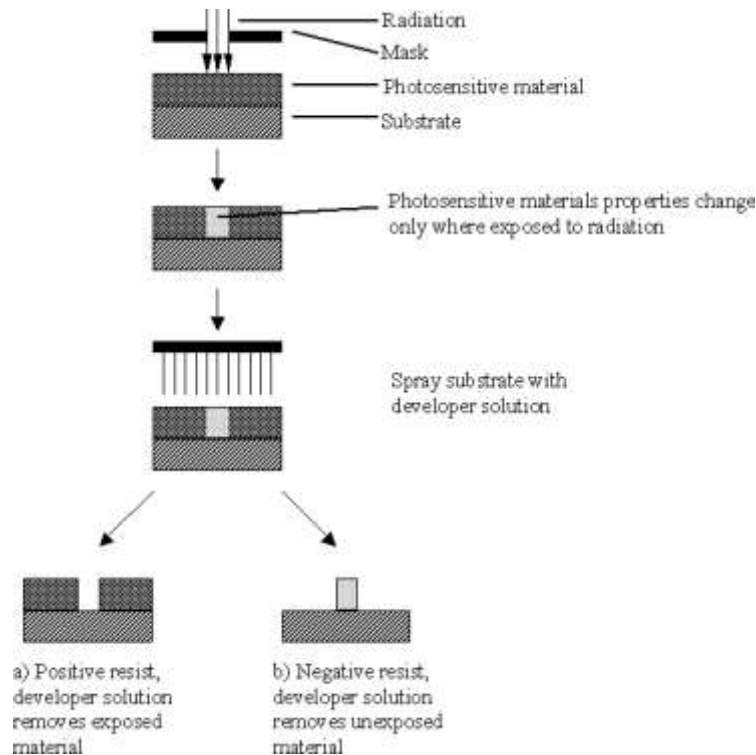 Radiation
Mask
Photosensitive material
Substrate
Photosensitive materials properties change
only where exposed to radiation
Spray substrate with
developer solution
a) Positive resist,
developer solution
removes exposed
material
b) Negative resist,
developer solution
removes unexposed
material